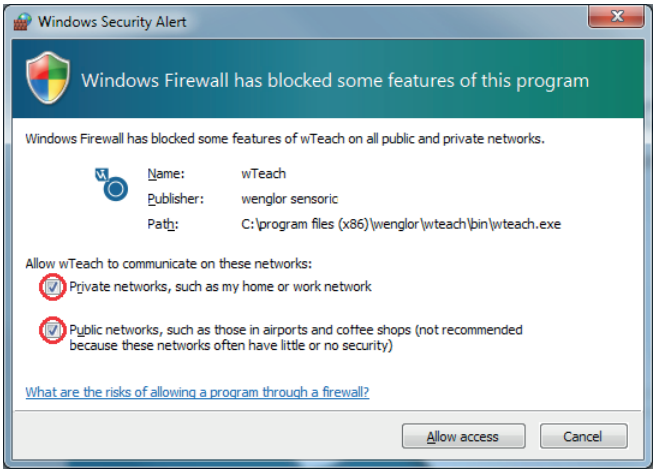 Windows Security Alert
Windows Firewall has blocked some features of this program
Windows Firewall has blocked some features of wTeach on all public and private networks.
Name: wTeach
Publisher: wenglor sensoric
Path: C:\program files (x86)\wenglor\wteach\bin\wteach.exe
Allow wTeach to communicate on these networks:
Private networks, such as my home or work network
Public networks, such as those in airports and coffee shops (not recommended
because these networks often have little or no security)
What are the risks of allowing a program through a firewall?
Allow access Cancel